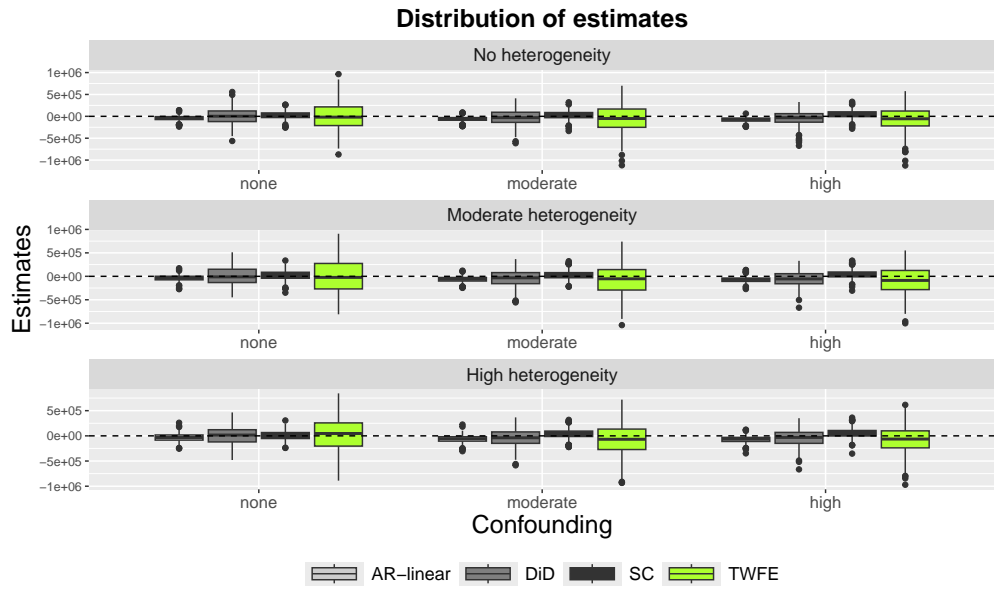 Distribution of estimates
No heterogeneity
1e+06
5e+05
0e+00
−5e+05
−1e+06
none moderate high
Moderate heterogeneity
1e+06
5e+05
0e+00
−5e+05
−1e+06
none moderate high
High heterogeneity
5e+05
0e+00
−5e+05
−1e+06
none moderate high
Estimates
Confounding
AR−linear DiD SC TWFE